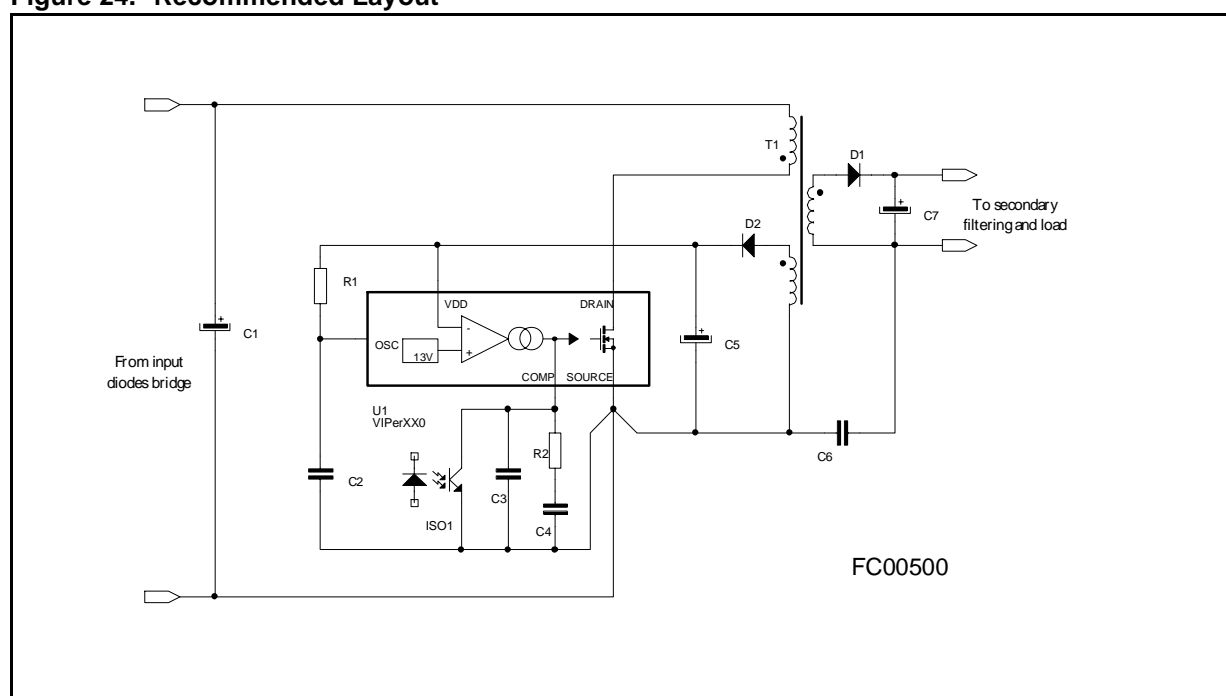 Figure 24. Recommended Layout
T1
D1
C7
To secondary
filtering and load
D2
R1
VDD
DRAIN
C1
OSC
13V
-
+
C5
From input
diodes bridge
COMP
SOURCE
U1
VIPerXX0
R2
C6
C2
C3
ISO1
C4
FC00500